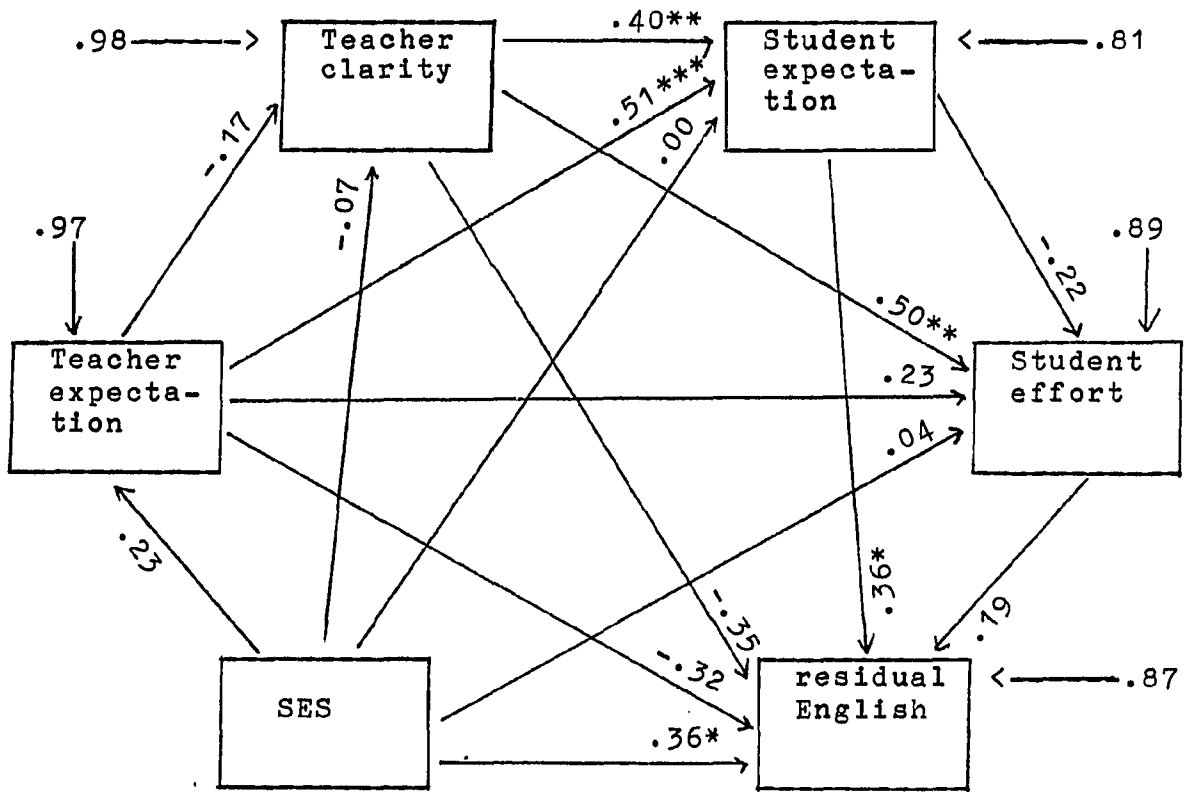 .98
Teacher
clarity
.40**
Student
expecta-
tion
.81
.51***
.00
-.17
-.07
.97
.89
-.22
.50**
Teacher
expecta-
tion
.23
Student
effort
.04
.23
.36*
.19
-.35
-.32
SES
.36*
residual
English
.87